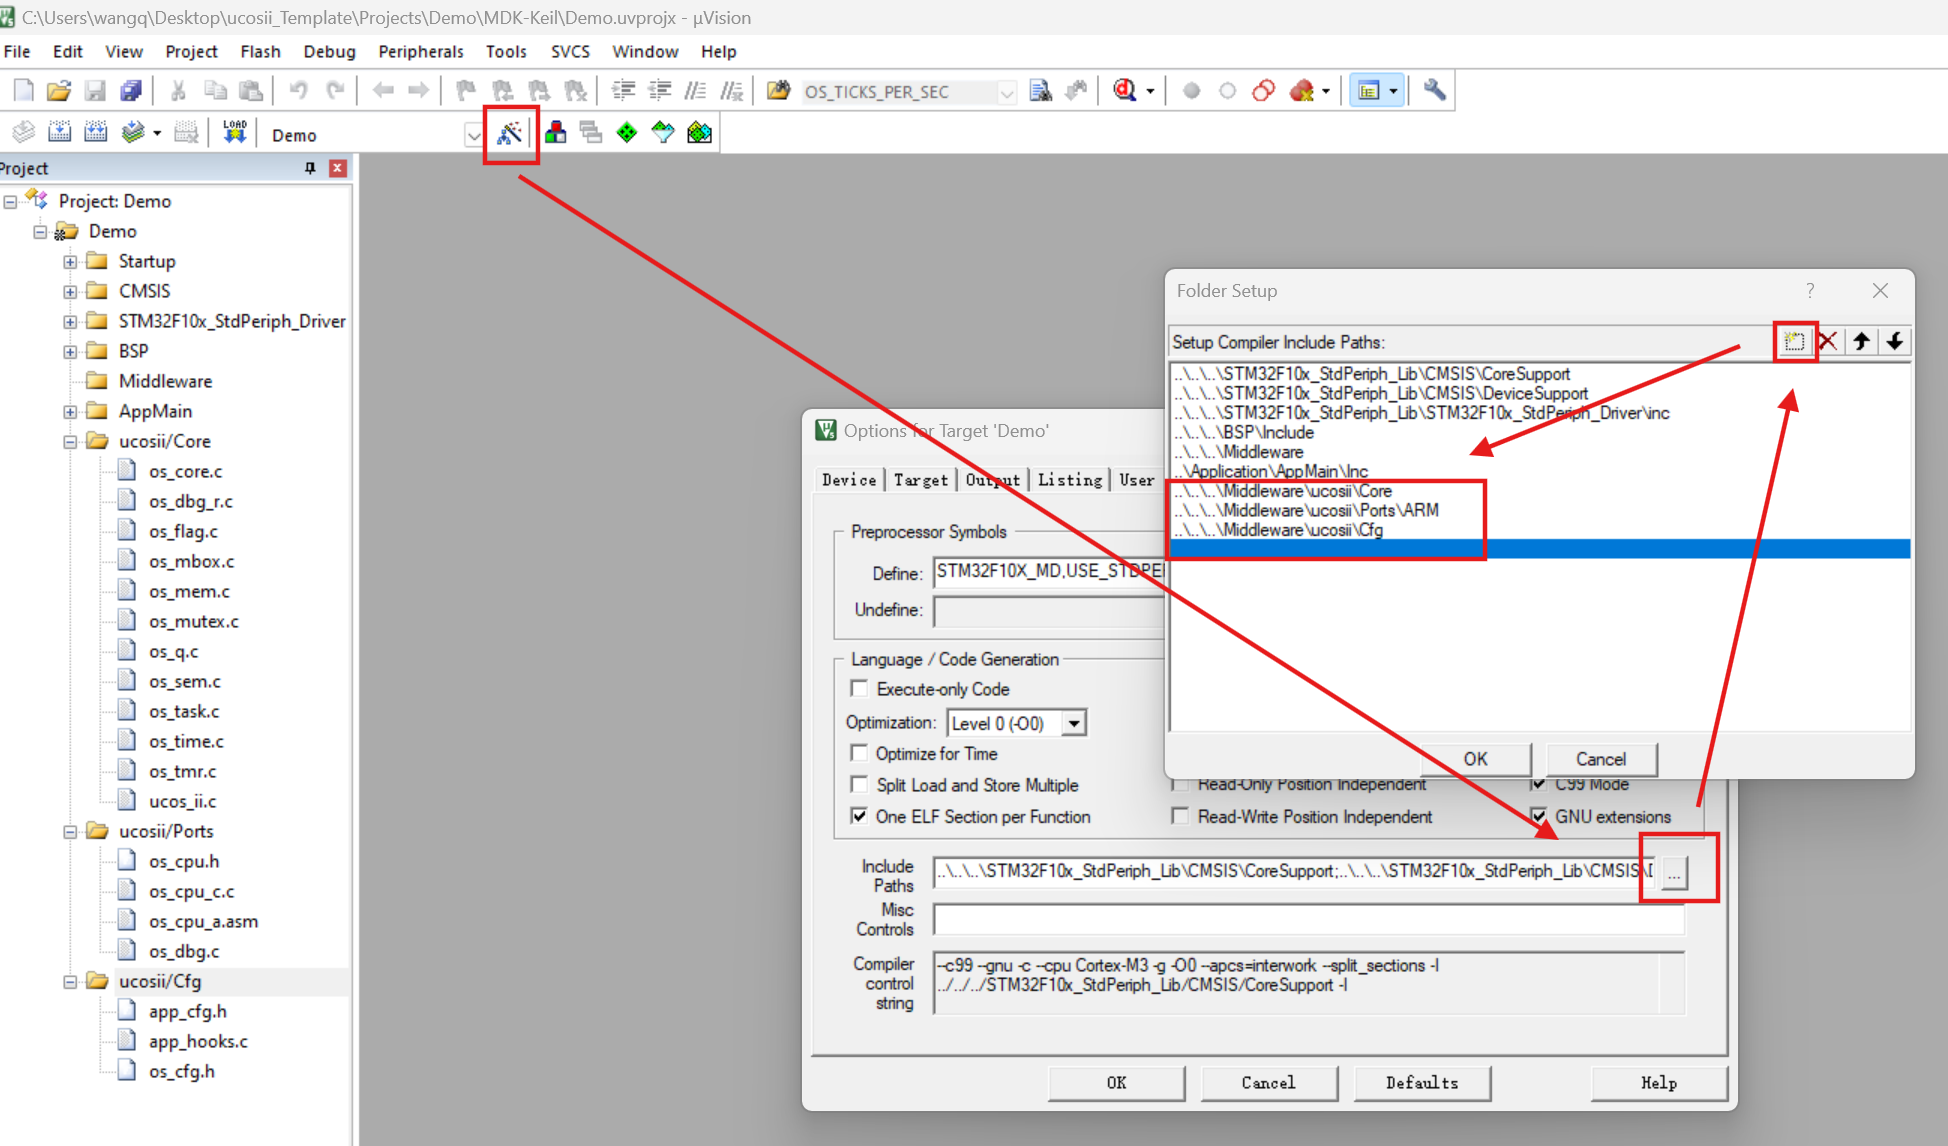 C:\Users\wangq\Desktop\ucosii_Template\Projects\Demo\MDK-Keil\Demo.uvprojx - µVision
File Edit View Project Flash Debug Peripherals Tools SVCS Window Help
OS_TICKS_PER_SEC
LOAD
Demo
Project
Project: Demo
Demo
Startup
CMSIS
STM32F10x_StdPeriph_Driver
BSP
Middleware
AppMain
ucosii/Core
os_core.c
os_dbg_r.c
os_flag.c
os_mbox.c
os_mem.c
os_mutex.c
os_q.c
os_sem.c
os_task.c
os_time.c
os_tmr.c
ucos_ii.c
ucosii/Ports
os_cpu.h
os_cpu_c.c
os_cpu_a.asm
os_dbg.c
ucosii/Cfg
app_cfg.h
app_hooks.c
os_cfg.h
Folder Setup
?
Setup Compiler Include Paths:
..\..\..\STM32F10x_StdPeriph_Lib\CMSIS\CoreSupport
..\..\..\STM32F10x_StdPeriph_Lib\CMSIS\DeviceSupport
..\..\..\STM32F10x_StdPeriph_Lib\STM32F10x_StdPeriph_Driver\inc
..\..\..\BSP\Include
..\..\..\Middleware
..\Application\AppMain\Inc
..\..\..\Middleware\ucosii\Core
..\..\..\Middleware\ucosii\Ports\ARM
..\..\..\Middleware\ucosii\Cfg
OK Cancel
Options for Target 'Demo'
Device Target Output Listing User
Preprocessor Symbols
Define: STM32F10X_MD,USE_STDPE
Undefine:
Language / Code Generation
Execute-only Code
Optimization: Level 0 (-O0)
Optimize for Time
Split Load and Store Multiple
One ELF Section per Function
Read-Only Position Independent
Read-Write Position Independent
C99 Mode
GNU extensions
Include Paths
..\..\..\STM32F10x_StdPeriph_Lib\CMSIS\CoreSupport;..\..\..\STM32F10x_StdPeriph_Lib\CMSIS\
...
Misc Controls
Compiler control string
--c99 --gnu -c --cpu Cortex-M3 -g -O0 --apcs=interwork --split_sections -I
../../../STM32F10x_StdPeriph_Lib/CMSIS/CoreSupport -I
OK Cancel Defaults Help